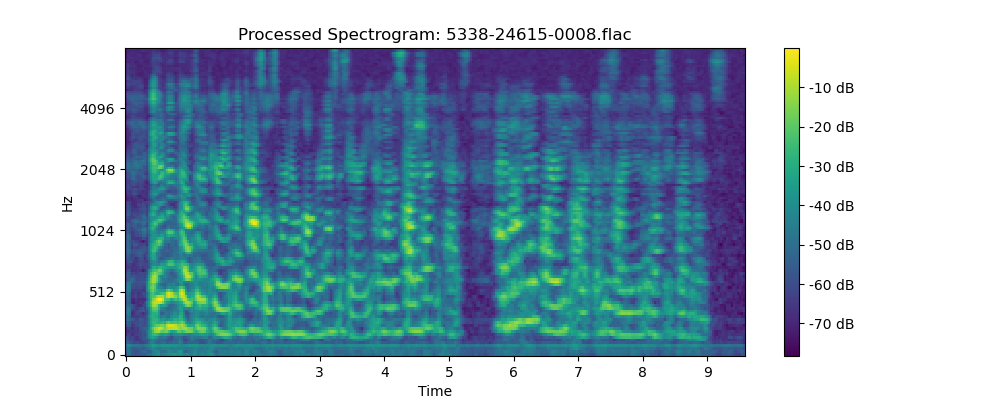 Processed Spectrogram: 5338-24615-0008.flac
4096
2048
1024
512
0
Hz
0 1 2 3 4 5 6 7 8 9
Time
-10 dB
-20 dB
-30 dB
-40 dB
-50 dB
-60 dB
-70 dB